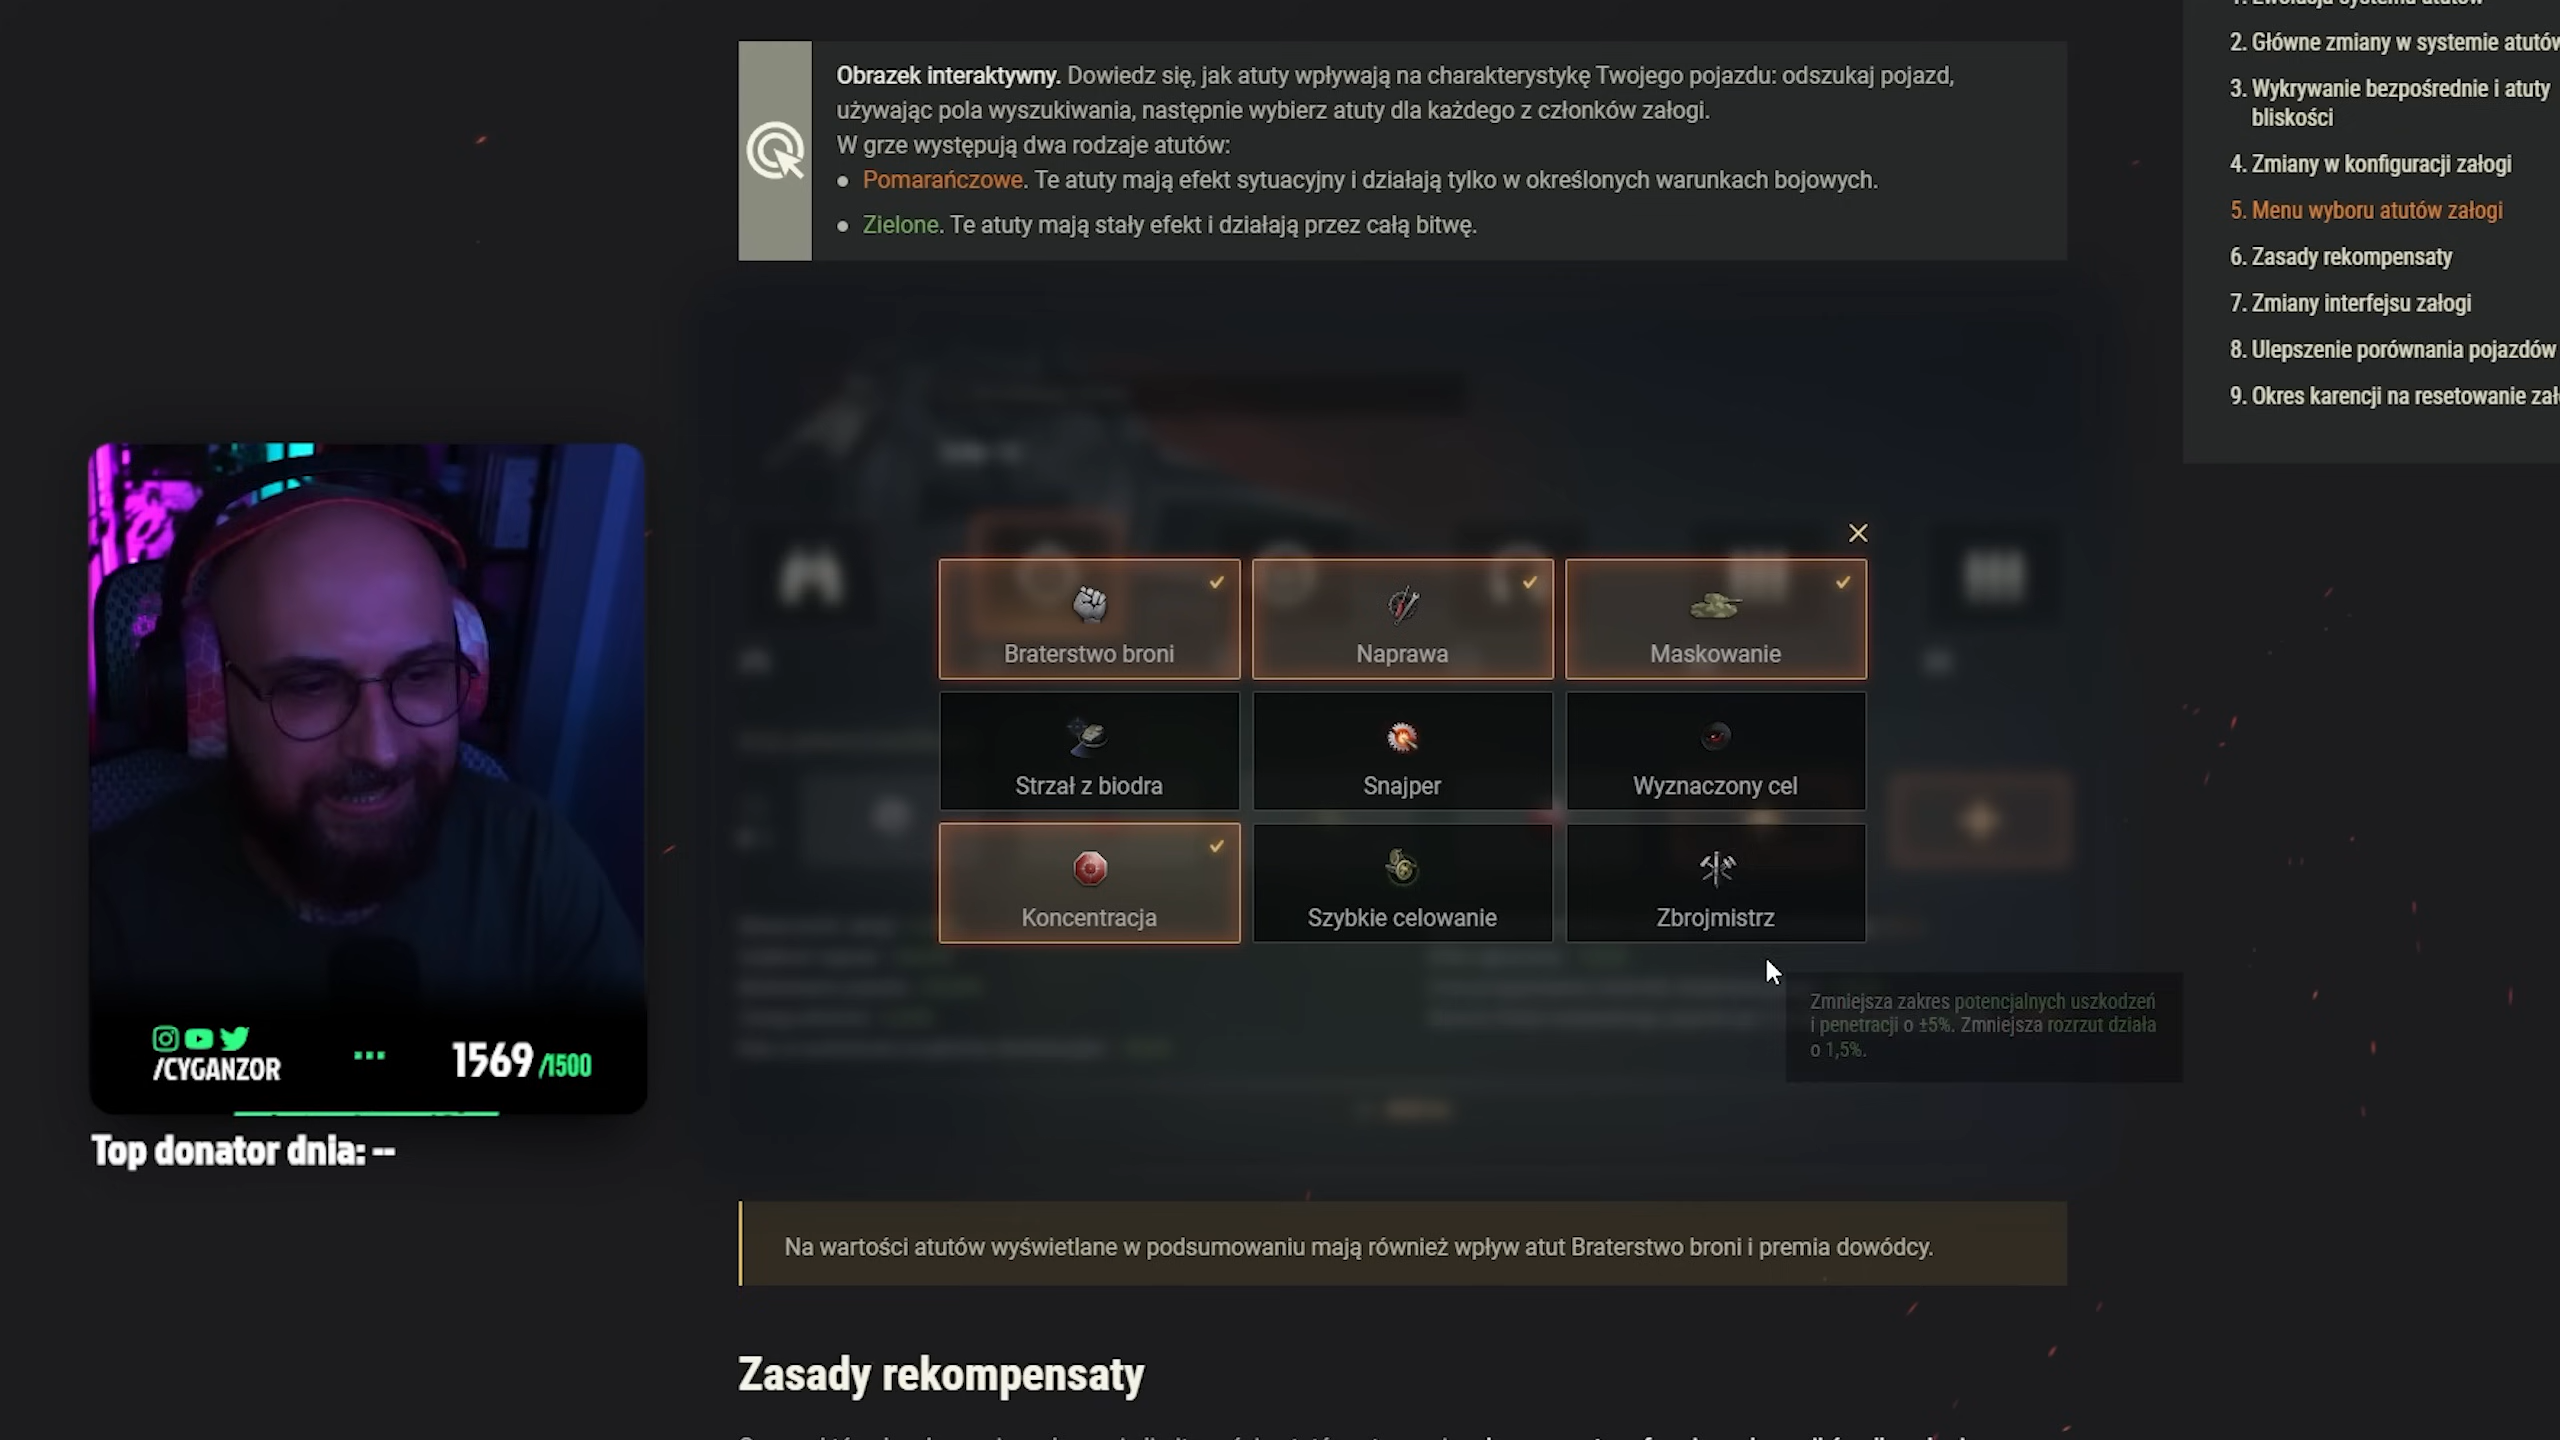 Obrazek interaktywny. Dowiedz się, jak atuty wpływają na charakterystykę Twojego pojazdu: odszukaj pojazd,
używając pola wyszukiwania, następnie wybierz atuty dla każdego z członków załogi.
W grze występują dwa rodzaje atutów:
Pomarańczowe. Te atuty mają efekt sytuacyjny i działają tylko w określonych warunkach bojowych.
Zielone. Te atuty mają stały efekt i działają przez całą bitwę.
2. Główne zmiany w systemie atutów
3. Wykrywanie bezpośrednie i atuty
bliskości
4. Zmiany w konfiguracji załogi
5. Menu wyboru atutów załogi
6. Zasady rekompensaty
7. Zmiany interfejsu załogi
8. Ulepszenie porównania pojazdów
9. Okres karencji na resetowanie
Braterstwo broni
Naprawa
Maskowanie
Strzał z biodra
Snajper
Wyznaczony cel
Koncentracja
Szybkie celowanie
Zbrojmistrz
Zmniejsza zakres potencjalnych uszkodzeń
i penetracji o ±5%. Zmniejsza rozrzut działa
o 1,5%.
/CYGANZOR
...
1569 /1500
Top donator dnia: --
Na wartości atutów wyświetlane w podsumowaniu mają również wpływ atut Braterstwo broni i premia dowódcy.
Zasady rekompensaty